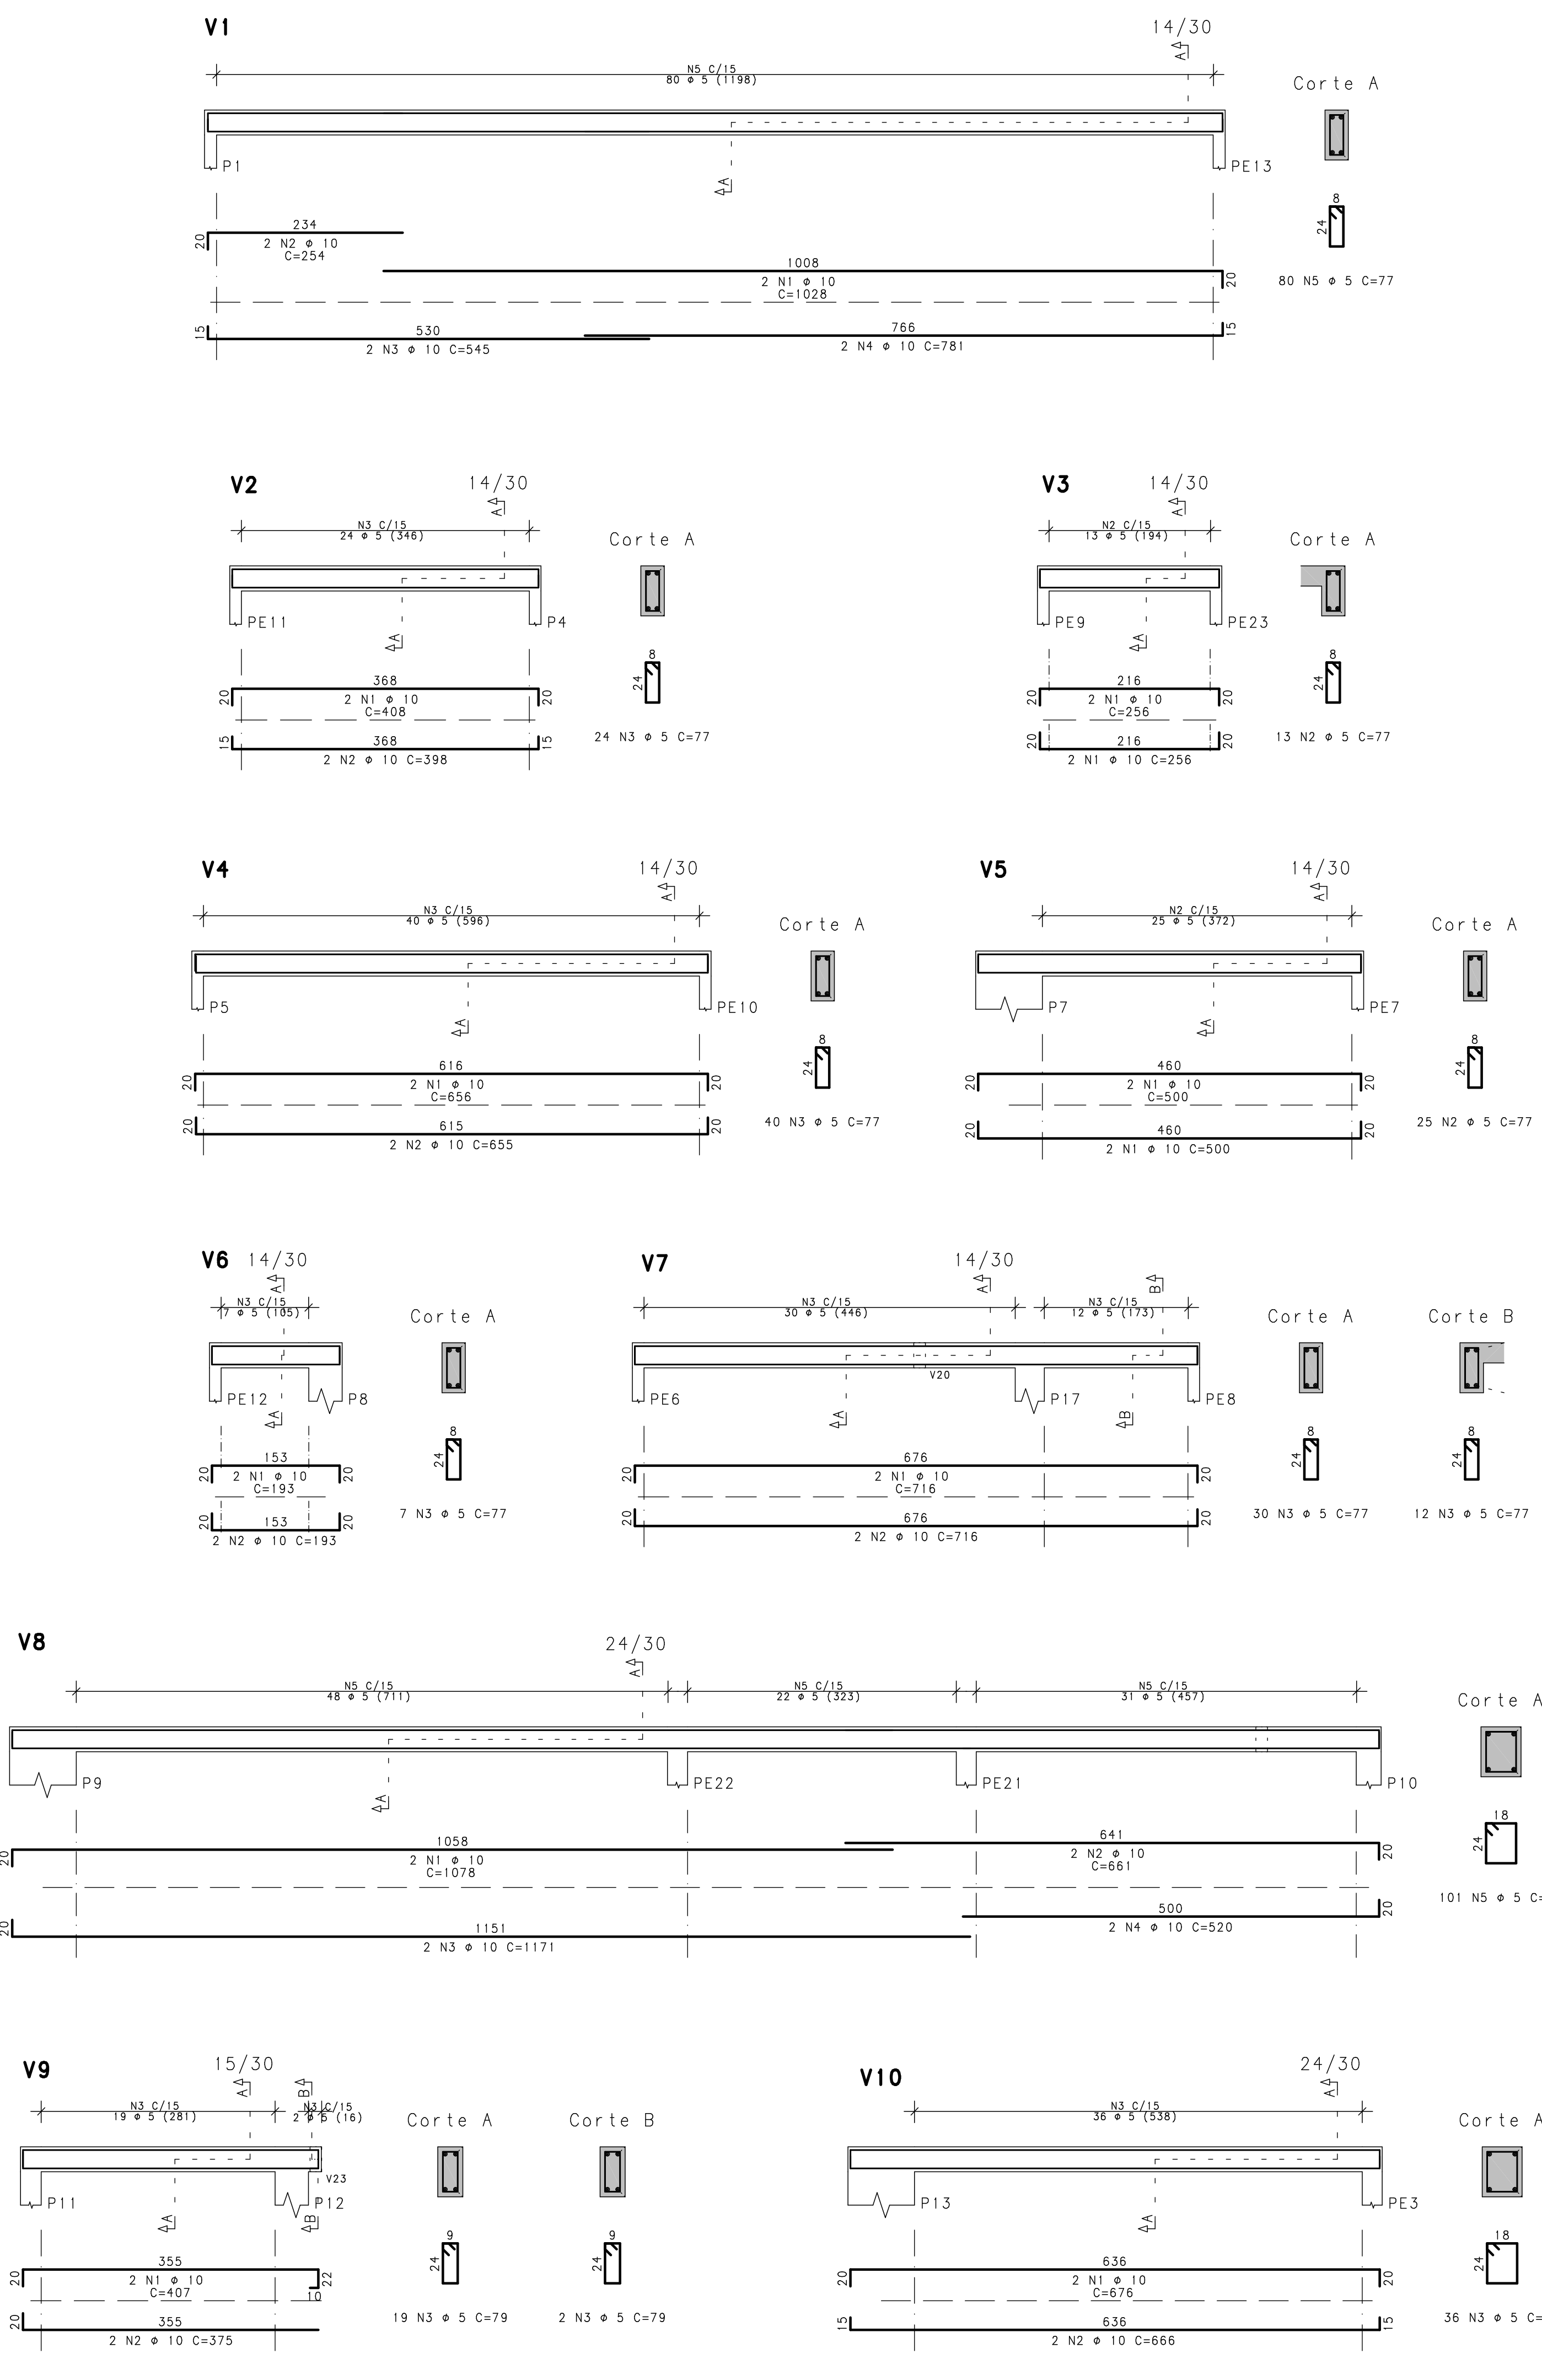 V1
14/30
N5 C/15
80 ϕ 5 (1198)
A
Corte A
P1
PE13
A
8
24
80 N5 ϕ 5 C=77
234
20
2 N2 ϕ 10
C=254
1008
2 N1 ϕ 10
C=1028
20
15
530
2 N3 ϕ 10 C=545
766
2 N4 ϕ 10 C=781
15
V2
14/30
N3 C/15
24 ϕ 5 (346)
A
Corte A
PE11
P4
A
8
24
24 N3 ϕ 5 C=77
20
368
2 N1 ϕ 10
C=408
20
15
368
2 N2 ϕ 10 C=398
15
V3
14/30
N2 C/15
13 ϕ 5 (194)
A
Corte A
PE9
PE23
A
8
24
13 N2 ϕ 5 C=77
20
216
2 N1 ϕ 10
C=256
20
20
216
2 N1 ϕ 10 C=256
20
V4
14/30
N3 C/15
40 ϕ 5 (596)
A
Corte A
P5
PE10
A
8
24
40 N3 ϕ 5 C=77
20
616
2 N1 ϕ 10
C=656
20
20
615
2 N2 ϕ 10 C=655
20
V5
14/30
N2 C/15
25 ϕ 5 (372)
A
Corte A
P7
PE7
A
8
24
25 N2 ϕ 5 C=77
20
460
2 N1 ϕ 10
C=500
20
20
460
2 N1 ϕ 10 C=500
20
V6
14/30
N3 C/15
7 ϕ 5 (105)
A
Corte A
PE12
P8
A
8
24
7 N3 ϕ 5 C=77
20
153
2 N1 ϕ 10
C=193
20
20
153
2 N2 ϕ 10 C=193
20
V7
14/30
N3 C/15
30 ϕ 5 (446)
A
N3 C/15
12 ϕ 5 (173)
B
Corte A
Corte B
V20
PE6
P17
PE8
A
B
8
24
30 N3 ϕ 5 C=77
8
24
12 N3 ϕ 5 C=77
20
676
2 N1 ϕ 10
C=716
20
20
676
2 N2 ϕ 10 C=716
20
V8
24/30
N5 C/15
48 ϕ 5 (711)
A
N5 C/15
22 ϕ 5 (323)
N5 C/15
31 ϕ 5 (457)
Corte A
P9
PE22
PE21
P10
A
18
24
101 N5 ϕ 5 C=
20
1058
2 N1 ϕ 10
C=1078
641
2 N2 ϕ 10
C=661
20
20
1151
2 N3 ϕ 10 C=1171
500
2 N4 ϕ 10 C=520
20
V9
15/30
N3 C/15
19 ϕ 5 (281)
A
B
N3 C/15
2 ϕ 5 (16)
Corte A
Corte B
V23
P11
P12
A
B
9
24
19 N3 ϕ 5 C=79
9
24
2 N3 ϕ 5 C=79
20
355
2 N1 ϕ 10
C=407
22
10
20
355
2 N2 ϕ 10 C=375
V10
24/30
N3 C/15
36 ϕ 5 (538)
A
Corte A
P13
PE3
A
18
24
36 N3 ϕ 5 C=
20
636
2 N1 ϕ 10
C=676
20
15
636
2 N2 ϕ 10 C=666
15